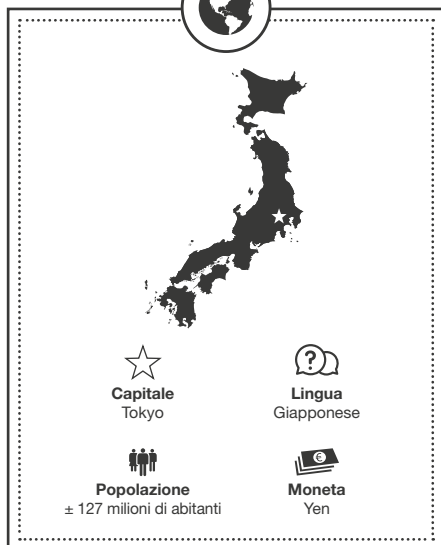 Capitale
Tokyo
Lingua
Giapponese
Popolazione
± 127 milioni di abitanti
Moneta
Yen